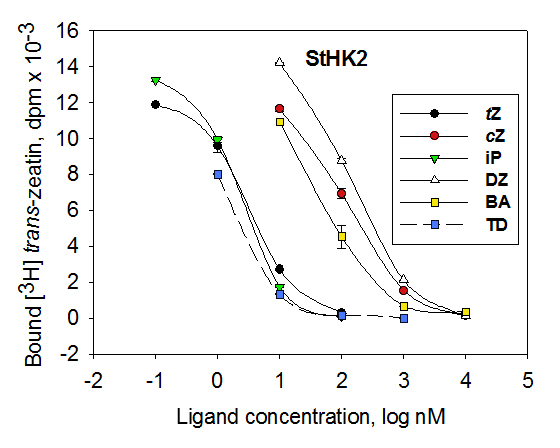 StHK2
Bound [³H] trans-zeatin, dpm x 10⁻³
16
14
12
10
8
6
4
2
0
-2
tZ
cZ
iP
DZ
BA
TD
-2 -1 0 1 2 3 4 5
Ligand concentration, log nM